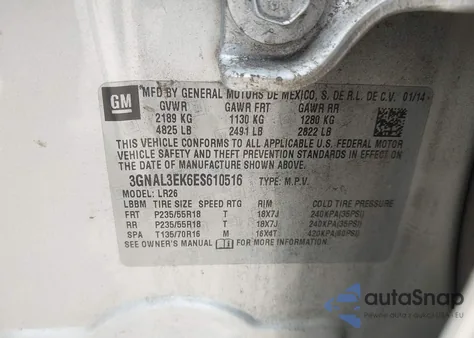 GM
MFD BY GENERAL MOTORS DE MEXICO, S. DE R.L. DE C.V. 01/14
GVWR GAWR FRT GAWR RR
2189 KG 1130 KG 1280 KG
4825 LB 2491 LB 2822 LB
THIS VEHICLE CONFORMS TO ALL APPLICABLE U.S. FEDERAL
MOTOR VEHICLE SAFETY, BUMPER, AND THEFT
PREVENTION STANDARDS IN EFFECT ON THE DATE OF
MANUFACTURE SHOWN ABOVE.
3GNAL3EK6ES610516 TYPE: M.P.V.
MODEL: LR26
LBBM TIRE SIZE SPEED RTG RIM COLD TIRE PRESSURE
FRT P235/55R18 T 18X7J 240KPA(35PSI)
RR P235/55R18 T 18X7J 240KPA(35PSI)
SPA T135/70R16 M 16X4T 420KPA(60PSI)
SEE OWNER'S MANUAL FOR MORE INFORMATION.
autoSnap